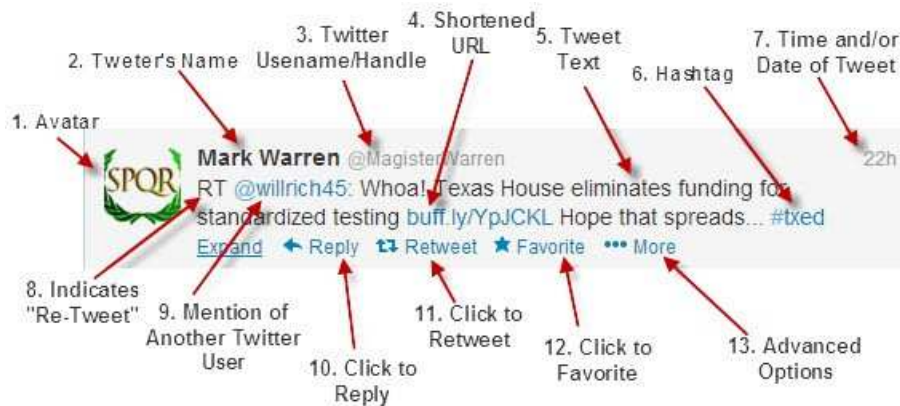 4. Shortened
URL
3. Twitter
Usename/Handle
5. Tweet
Text
7. Time and/or
Date of Tweet
2. Tweter's Name
6. Hashtag
1. Avatar
SPQR
Mark Warren @MagisterWarren 22h
RT @willrich45: Whoa! Texas House eliminates funding for
standardized testing buff.ly/YpJCKL Hope that spreads... #txed
Expand Reply Retweet Favorite ••• More
8. Indicates
"Re-Tweet"
9. Mention of
Another Twitter
User
10. Click to
Reply
11. Click to
Retweet
12. Click to
Favorite
13. Advanced
Options